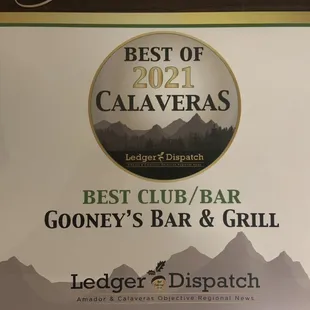 BEST OF
2021
CALAVERAS
Ledger Dispatch
BEST CLUB/BAR
GOONEY'S BAR & GRILL
Ledger Dispatch
Amador & Calaveras Objective Regional News